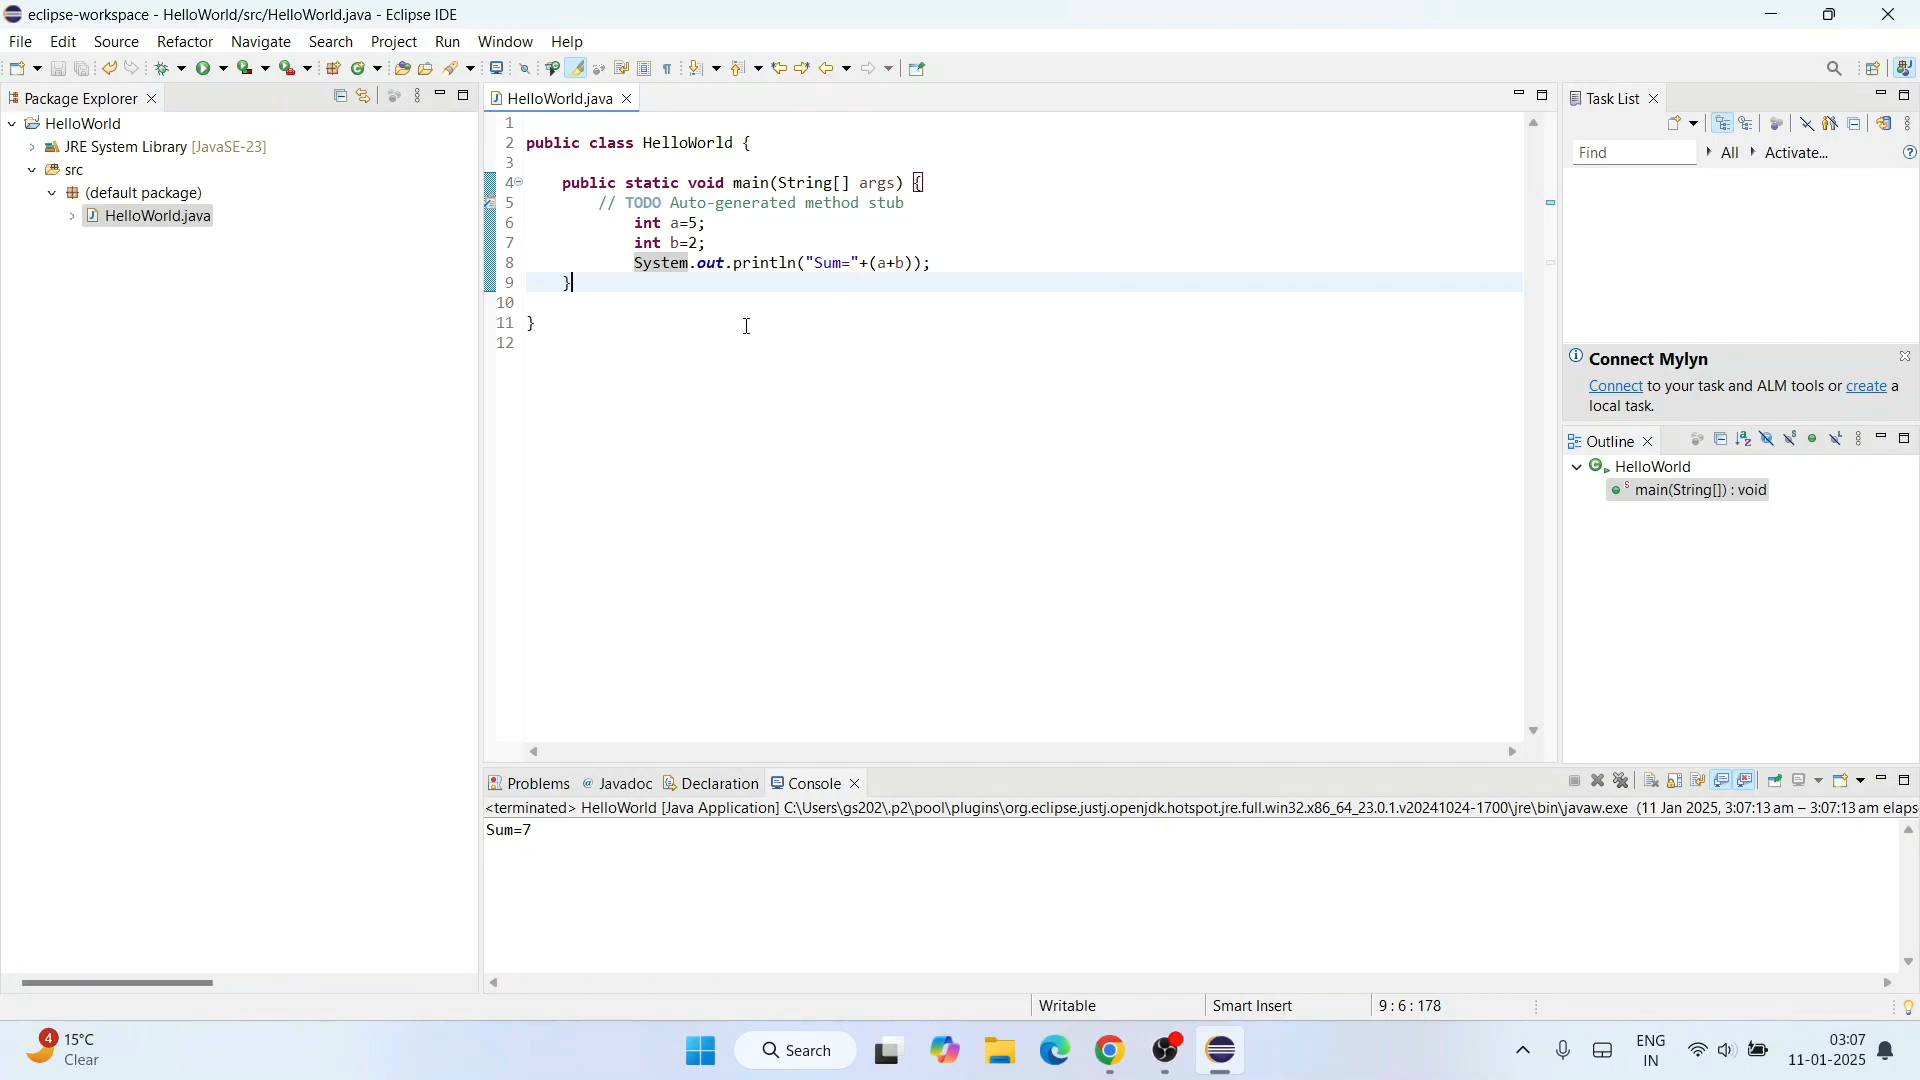 eclipse-workspace - HelloWorld/src/HelloWorld.java - Eclipse IDE
File Edit Source Refactor Navigate Search Project Run Window Help
Package Explorer
HelloWorld
JRE System Library [JavaSE-23]
src
(default package)
HelloWorld.java
HelloWorld.java
1
2 public class HelloWorld {
3
4 public static void main(String[] args) {
5 // TODO Auto-generated method stub
6 int a=5;
7 int b=2;
8 System.out.println("Sum="+(a+b));
9 }
10
11 }
12
Task List
Find All Activate...
Connect Mylyn
Connect to your task and ALM tools or create a
local task.
Outline
HelloWorld
main(String[]) : void
Problems Javadoc Declaration Console
<terminated> HelloWorld [Java Application] C:\Users\gs202\.p2\pool\plugins\org.eclipse.justj.openjdk.hotspot.jre.full.win32.x86_64_23.0.1.v20241024-1700\jre\bin\javaw.exe (11 Jan 2025, 3:07:13 am – 3:07:13 am elaps
Sum=7
Writable Smart Insert 9 : 6 : 178
4
15°C
Clear
Search
ENG
IN
03:07
11-01-2025